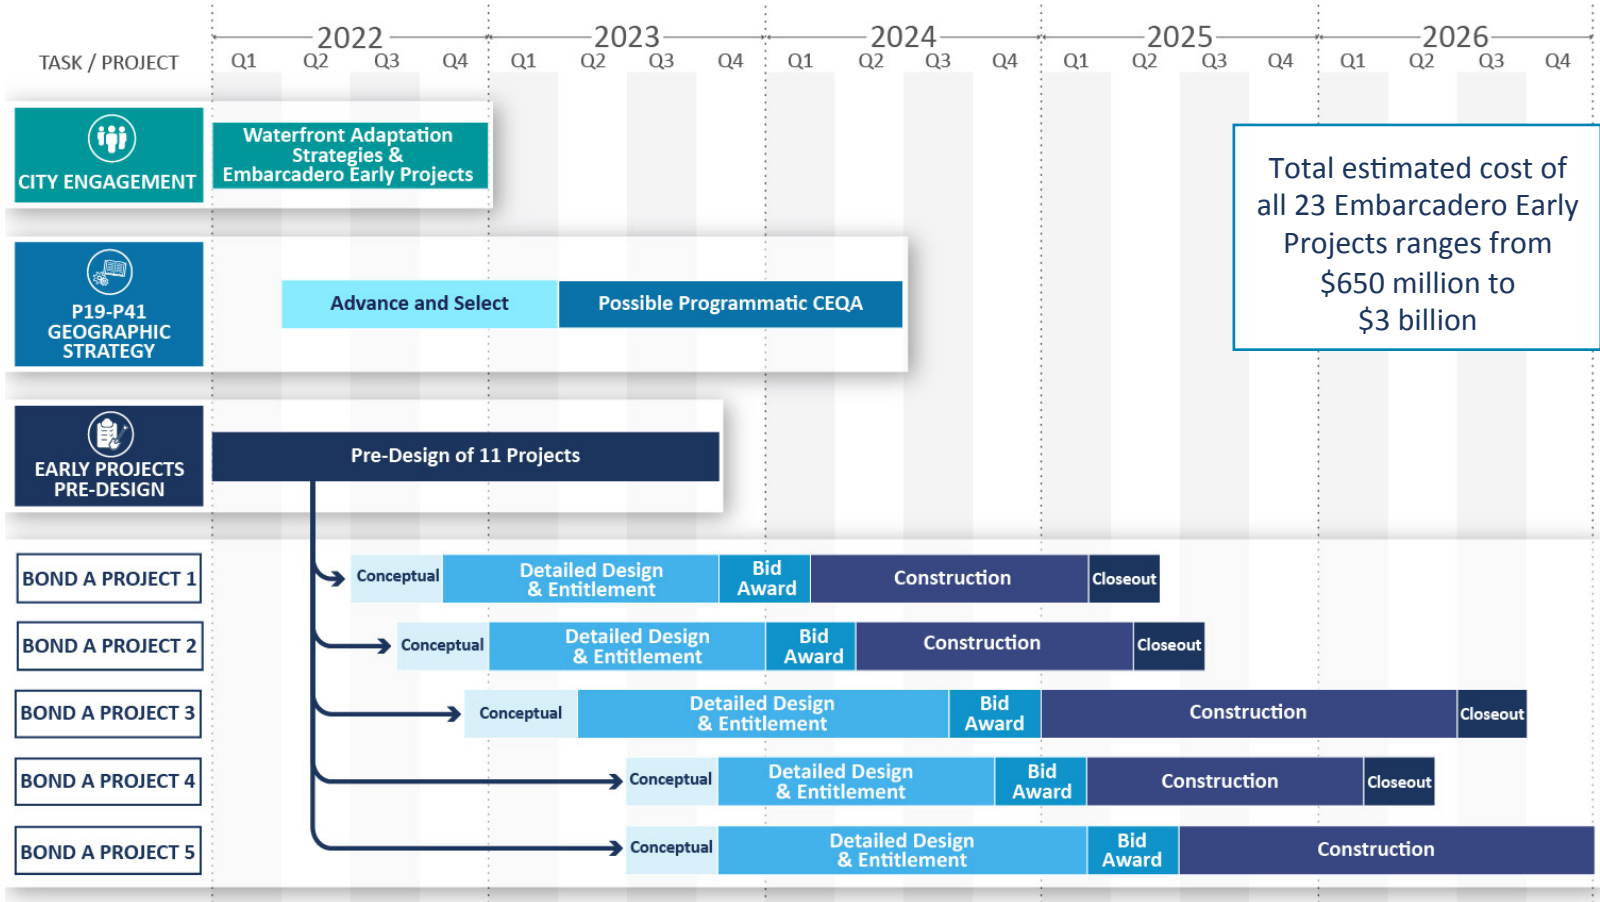 2022 2023 2024 2025 2026
TASK / PROJECT Q1 Q2 Q3 Q4 Q1 Q2 Q3 Q4 Q1 Q2 Q3 Q4 Q1 Q2 Q3 Q4 Q1 Q2 Q3 Q4
CITY ENGAGEMENT
Waterfront Adaptation
Strategies &
Embarcadero Early Projects
Total estimated cost of
all 23 Embarcadero Early
Projects ranges from
$650 million to
$3 billion
P19-P41
GEOGRAPHIC
STRATEGY
Advance and Select
Possible Programmatic CEQA
EARLY PROJECTS
PRE-DESIGN
Pre-Design of 11 Projects
BOND A PROJECT 1
Conceptual
Detailed Design
& Entitlement
Bid
Award
Construction
Closeout
BOND A PROJECT 2
Conceptual
Detailed Design
& Entitlement
Bid
Award
Construction
Closeout
BOND A PROJECT 3
Conceptual
Detailed Design
& Entitlement
Bid
Award
Construction
Closeout
BOND A PROJECT 4
Conceptual
Detailed Design
& Entitlement
Bid
Award
Construction
Closeout
BOND A PROJECT 5
Conceptual
Detailed Design
& Entitlement
Bid
Award
Construction